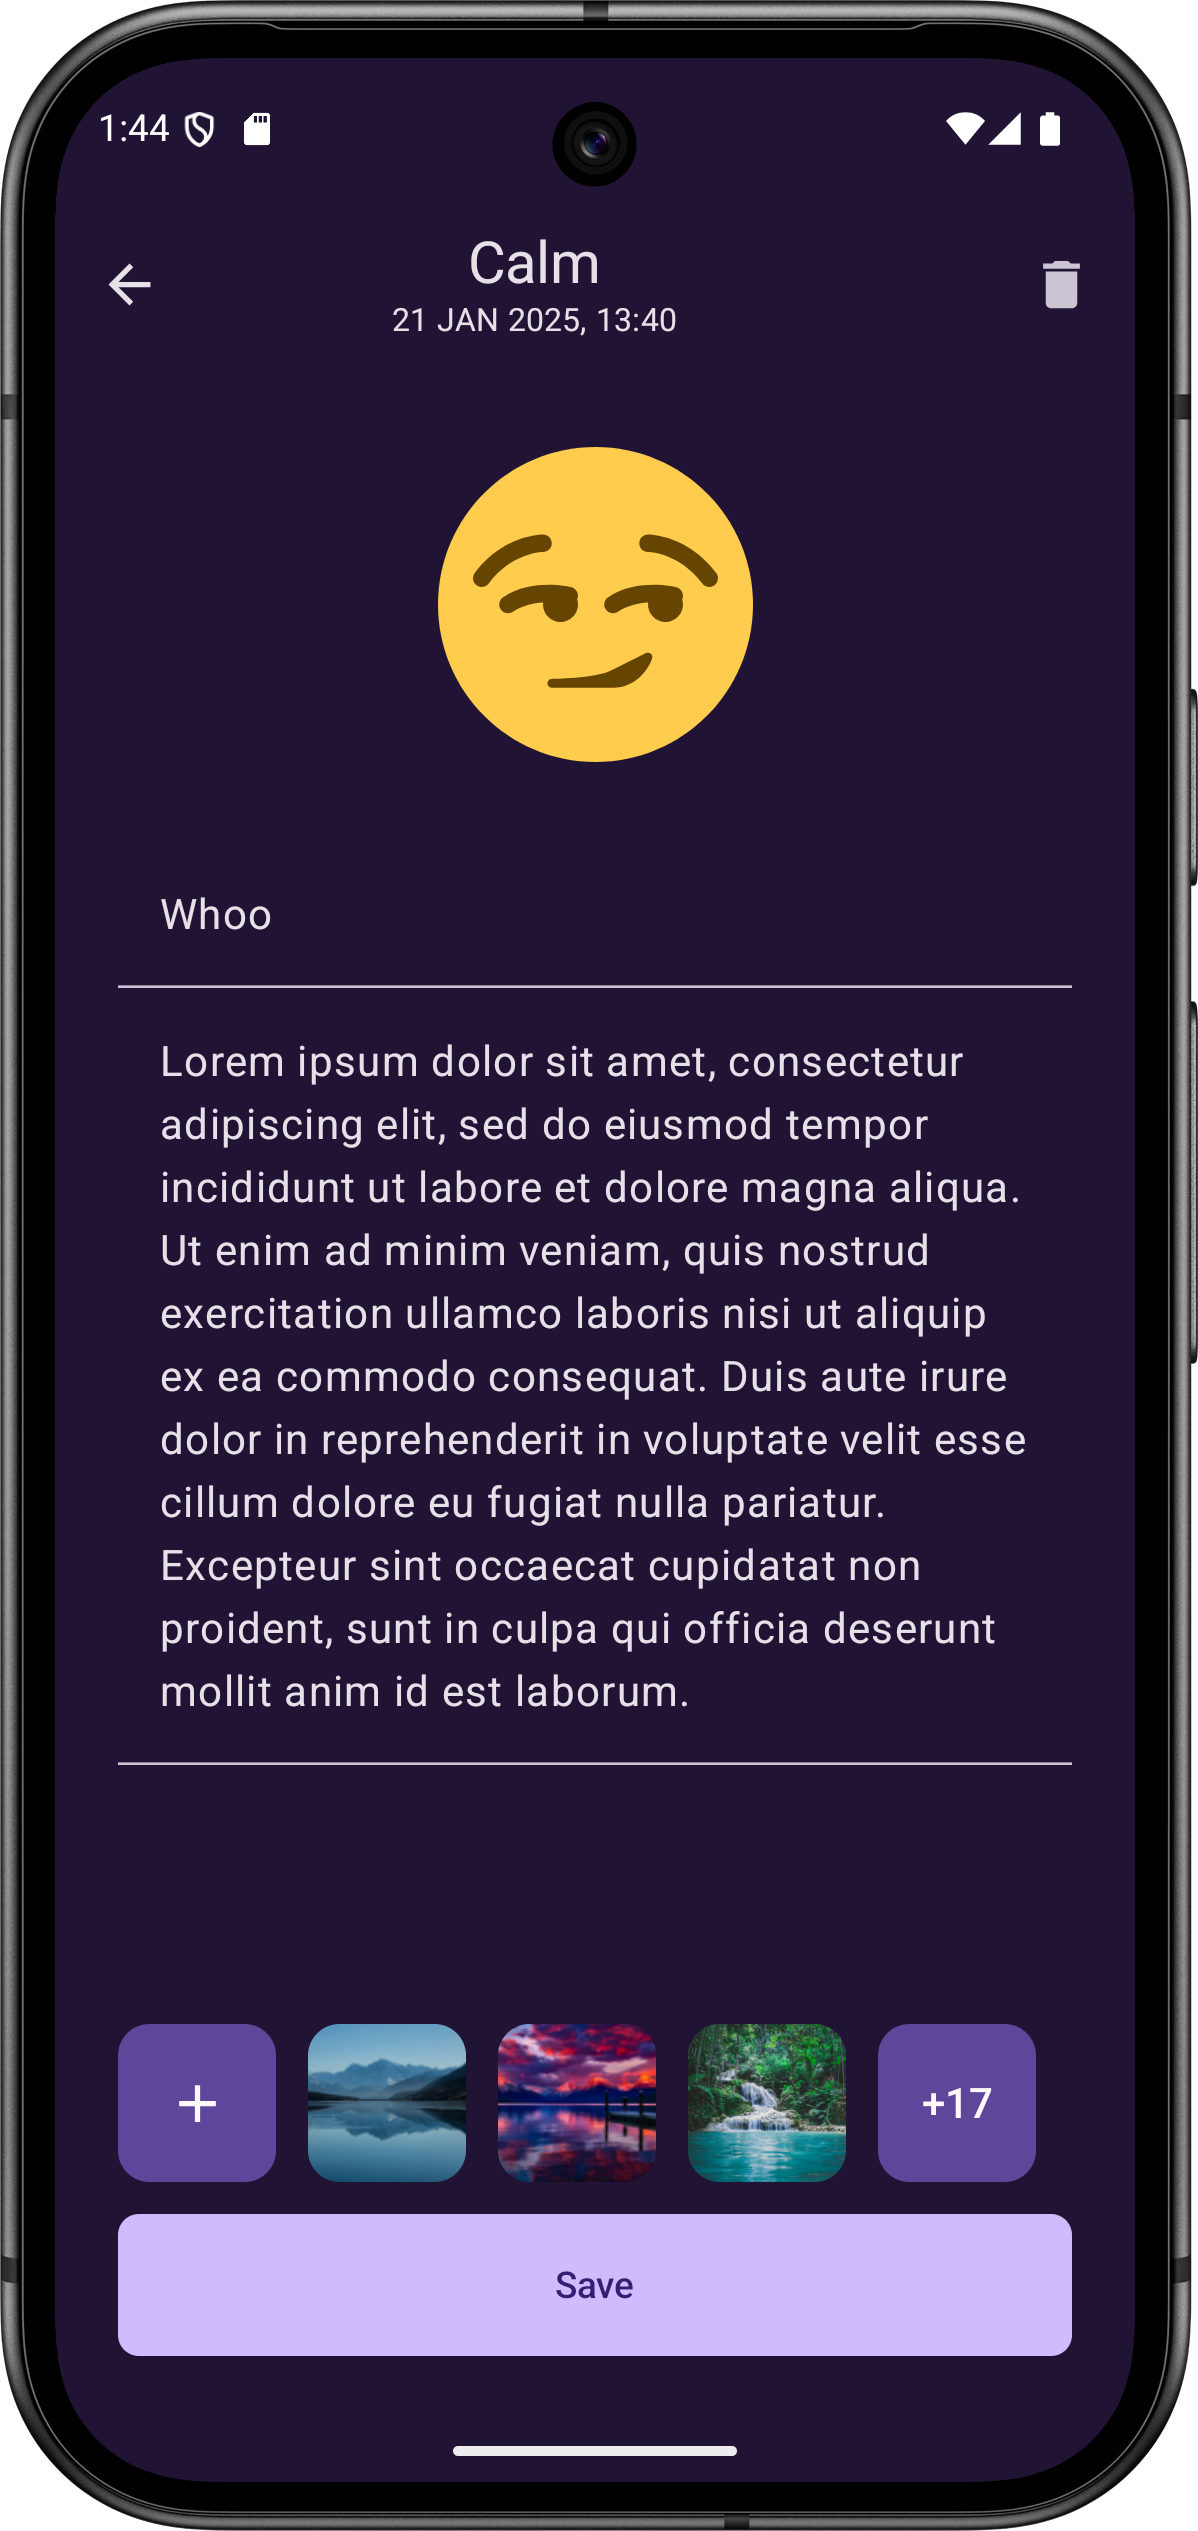 1:44
Calm
21 JAN 2025, 13:40
Whoo
Lorem ipsum dolor sit amet, consectetur
adipiscing elit, sed do eiusmod tempor
incididunt ut labore et dolore magna aliqua.
Ut enim ad minim veniam, quis nostrud
exercitation ullamco laboris nisi ut aliquip
ex ea commodo consequat. Duis aute irure
dolor in reprehenderit in voluptate velit esse
cillum dolore eu fugiat nulla pariatur.
Excepteur sint occaecat cupidatat non
proident, sunt in culpa qui officia deserunt
mollit anim id est laborum.
+17
Save